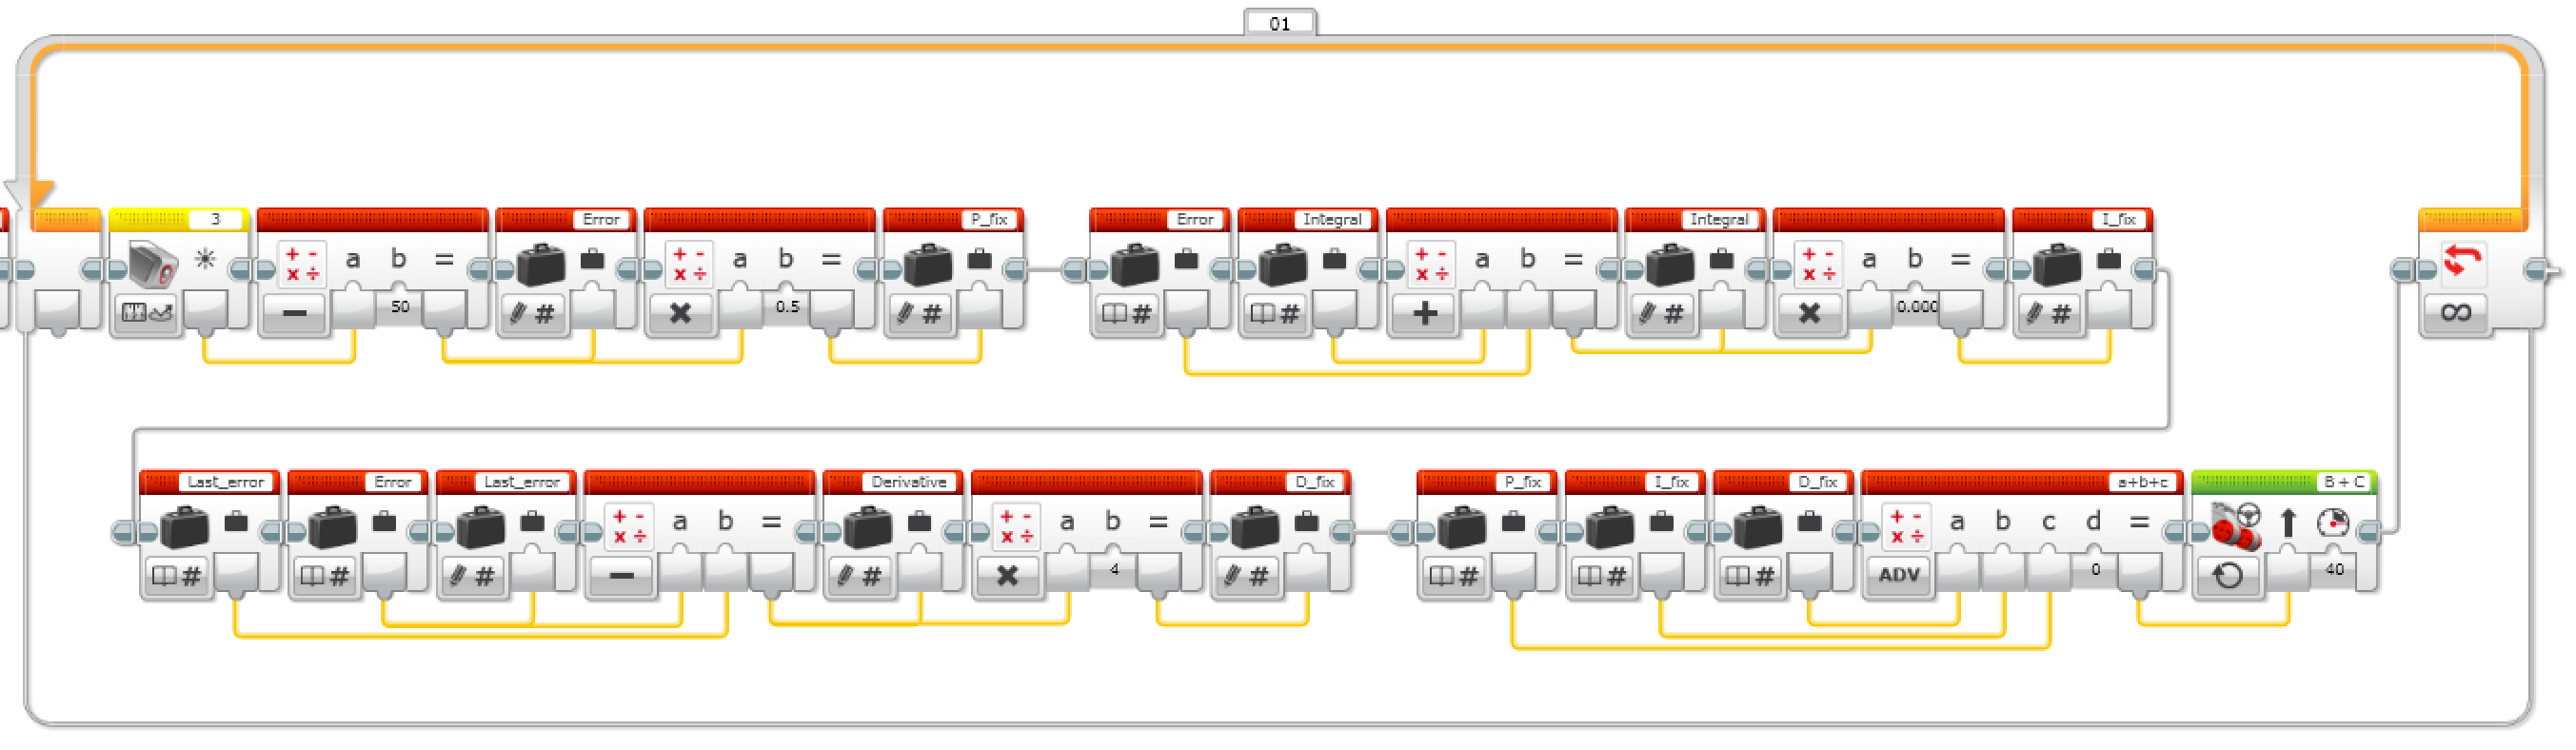 01
3 Error P_fix Error Integral Integral I_fix
a b = a b = a b = a b =
50 # × 0.5 # # # + # × 0.000 # ∞
Last_error Error Last_error Derivative D_fix P_fix I_fix D_fix a+b+c B + C
a b = a b = a b c d =
# # # − # × 4 # # # # ADV 0 40